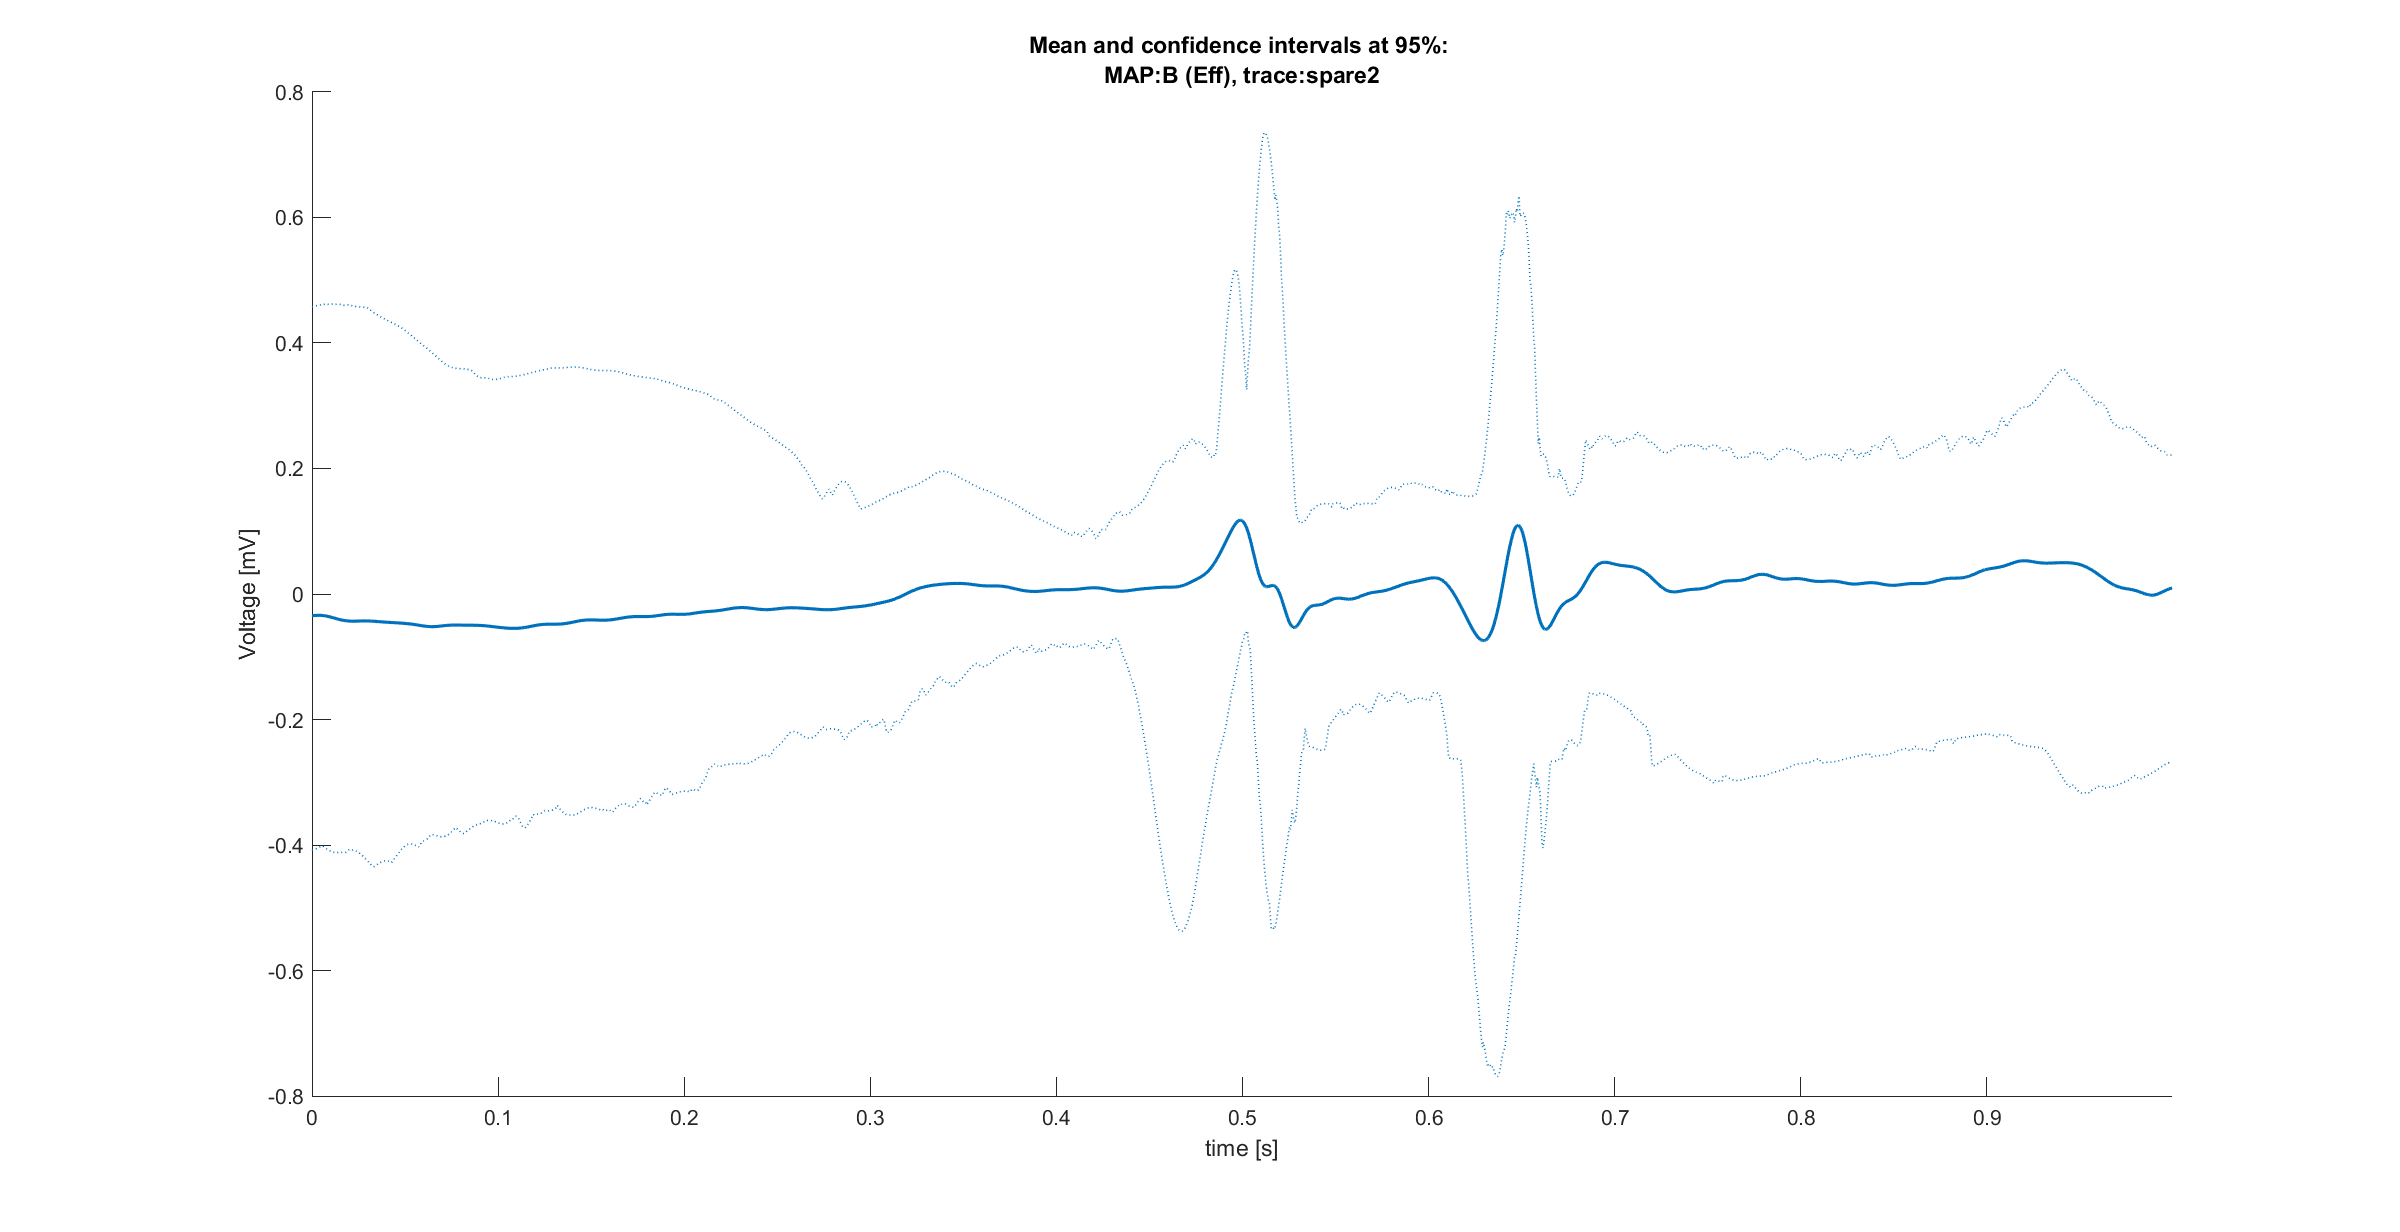 Mean and confidence intervals at 95%:
MAP:B (Eff), trace:spare2
0.8
0.6
0.4
0.2
0
-0.2
-0.4
-0.6
-0.8
Voltage [mV]
0 0.1 0.2 0.3 0.4 0.5 0.6 0.7 0.8 0.9
time [s]